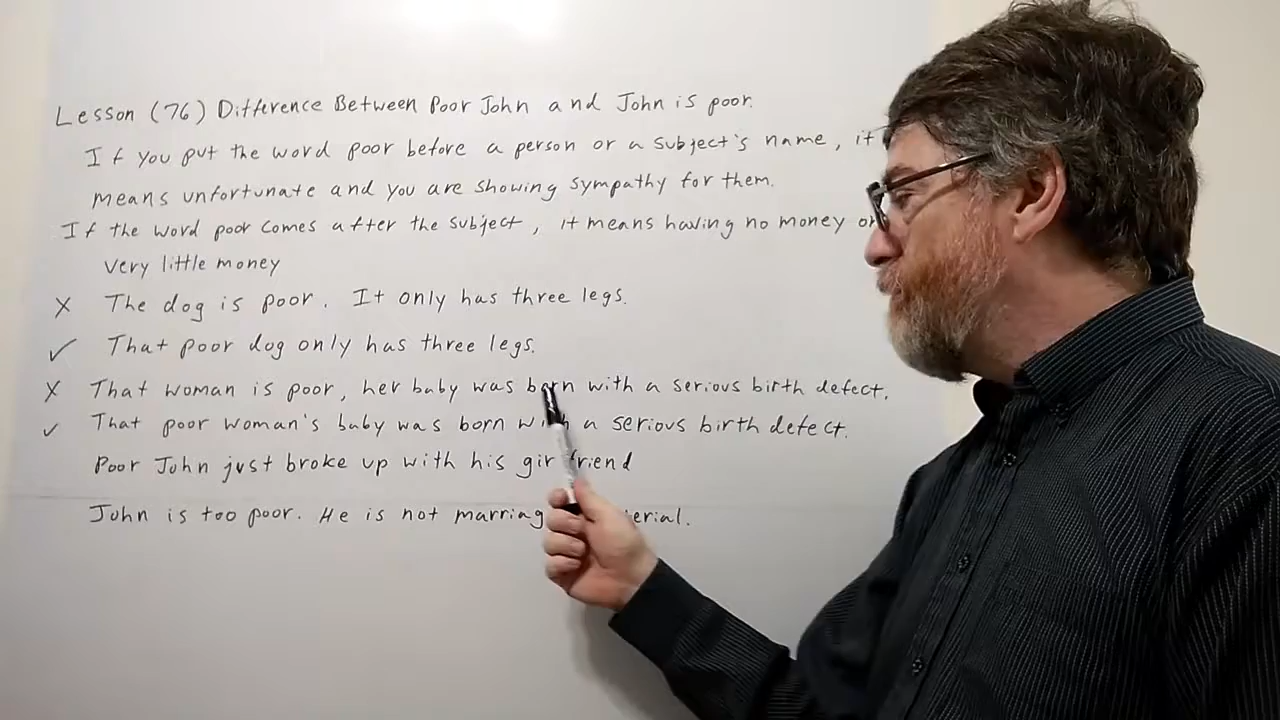 Lesson (76) Difference Between Poor John and John is poor.
If you put the word poor before a person or a subject's name, it
means unfortunate and you are showing sympathy for them.
If the word poor comes after the subject, it means having no money or
very little money
X The dog is poor. It only has three legs.
✓ That poor dog only has three legs.
X That woman is poor, her baby was born with a serious birth defect.
✓ That poor woman's baby was born with a serious birth defect.
Poor John just broke up with his girlfriend
John is too poor. He is not